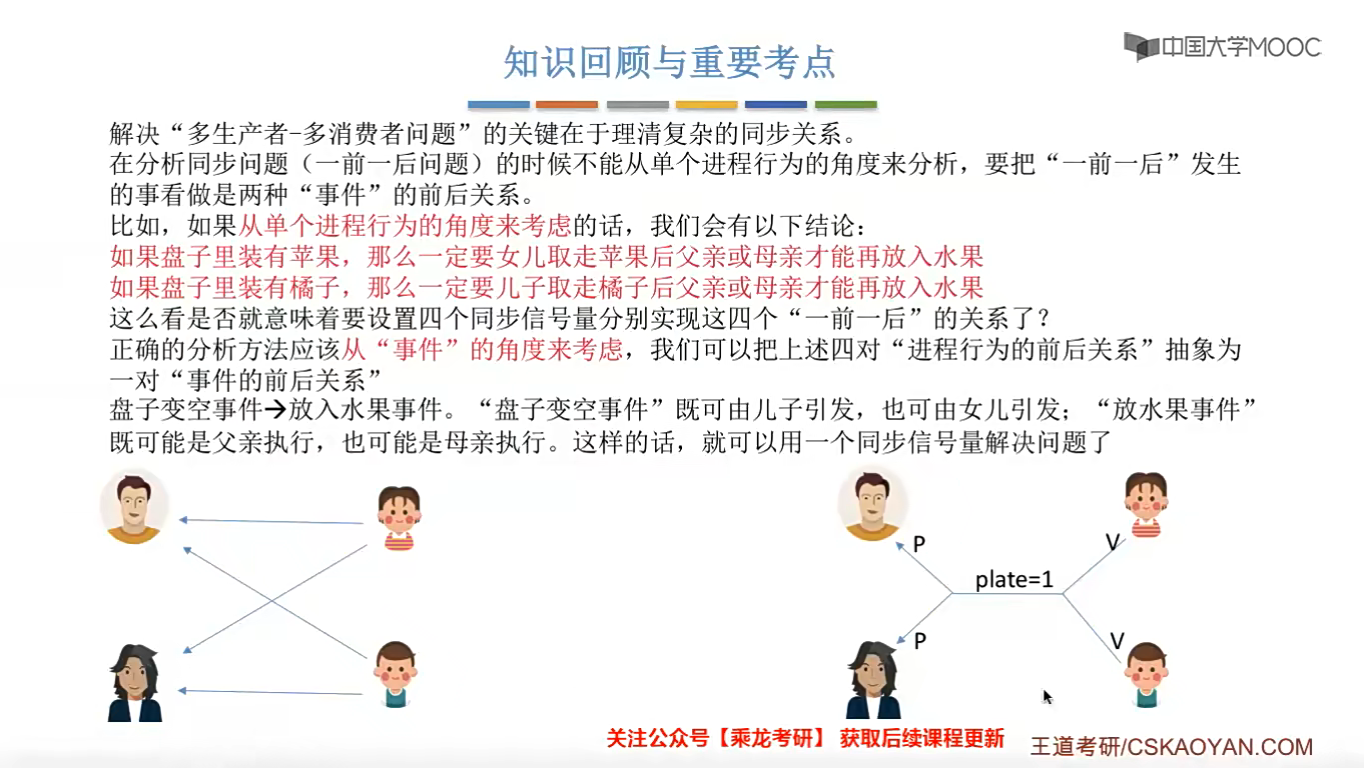 知识回顾与重要考点
中国大学MOOC
解决“多生产者-多消费者问题”的关键在于理清复杂的同步关系。
在分析同步问题（一前一后问题）的时候不能从单个进程行为的角度来分析，要把“一前一后”发生
的事看做是两种“事件”的前后关系。
比如，如果从单个进程行为的角度来考虑的话，我们会有以下结论：
如果盘子里装有苹果，那么一定要女儿取走苹果后父亲或母亲才能再放入水果
如果盘子里装有橘子，那么一定要儿子取走橘子后父亲或母亲才能再放入水果
这么看是否就意味着要设置四个同步信号量分别实现这四个“一前一后”的关系了？
正确的分析方法应该从“事件”的角度来考虑，我们可以把上述四对“进程行为的前后关系”抽象为
一对“事件的前后关系”
盘子变空事件→放入水果事件。“盘子变空事件”既可由儿子引发，也可由女儿引发；“放水果事件”
既可能是父亲执行，也可能是母亲执行。这样的话，就可以用一个同步信号量解决问题了
P
V
plate=1
P
V
关注公众号【乘龙考研】 获取后续课程更新
王道考研/CSKAOYAN.COM